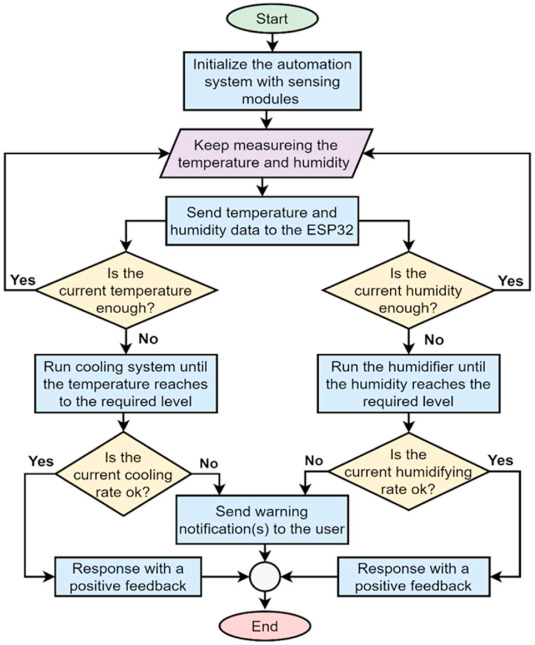 Start
Initialize the automation
system with sensing
modules
Keep measureing the
temperature and humidity
Send temperature and
humidity data to the ESP32
Yes
Is the
current temperature
enough?
Is the
current humidity
enough?
Yes
No
No
Run cooling system until
the temperature reaches
to the required level
Run the humidifier until
the humidity reaches the
required level
Yes
Is the
current cooling
rate ok?
No
No
Is the
current humidifying
rate ok?
Yes
Send warning
notification(s) to the user
Response with a
positive feedback
Response with a
positive feedback
End